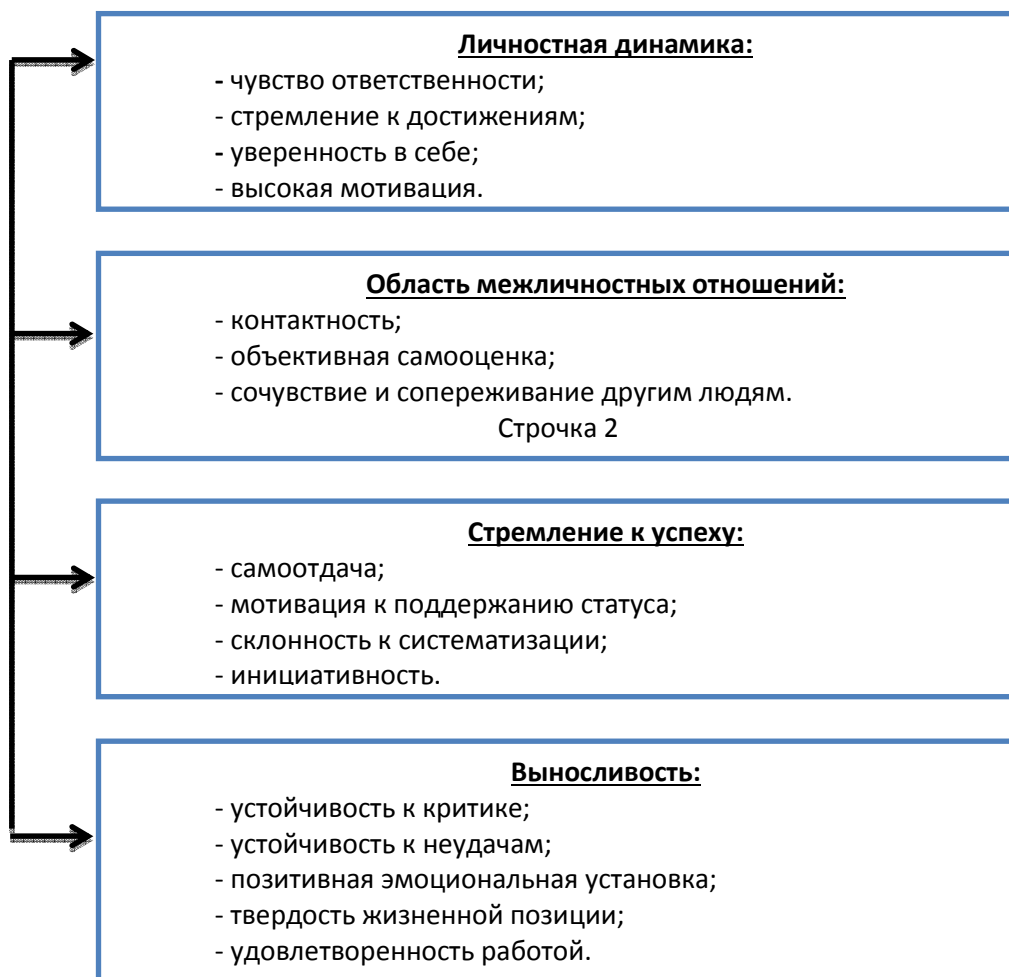 Личностная динамика:
- чувство ответственности;
- стремление к достижениям;
- уверенность в себе;
- высокая мотивация.
Область межличностных отношений:
- контактность;
- объективная самооценка;
- сочувствие и сопереживание другим людям.
Строчка 2
Стремление к успеху:
- самоотдача;
- мотивация к поддержанию статуса;
- склонность к систематизации;
- инициативность.
Выносливость:
- устойчивость к критике;
- устойчивость к неудачам;
- позитивная эмоциональная установка;
- твердость жизненной позиции;
- удовлетворенность работой.